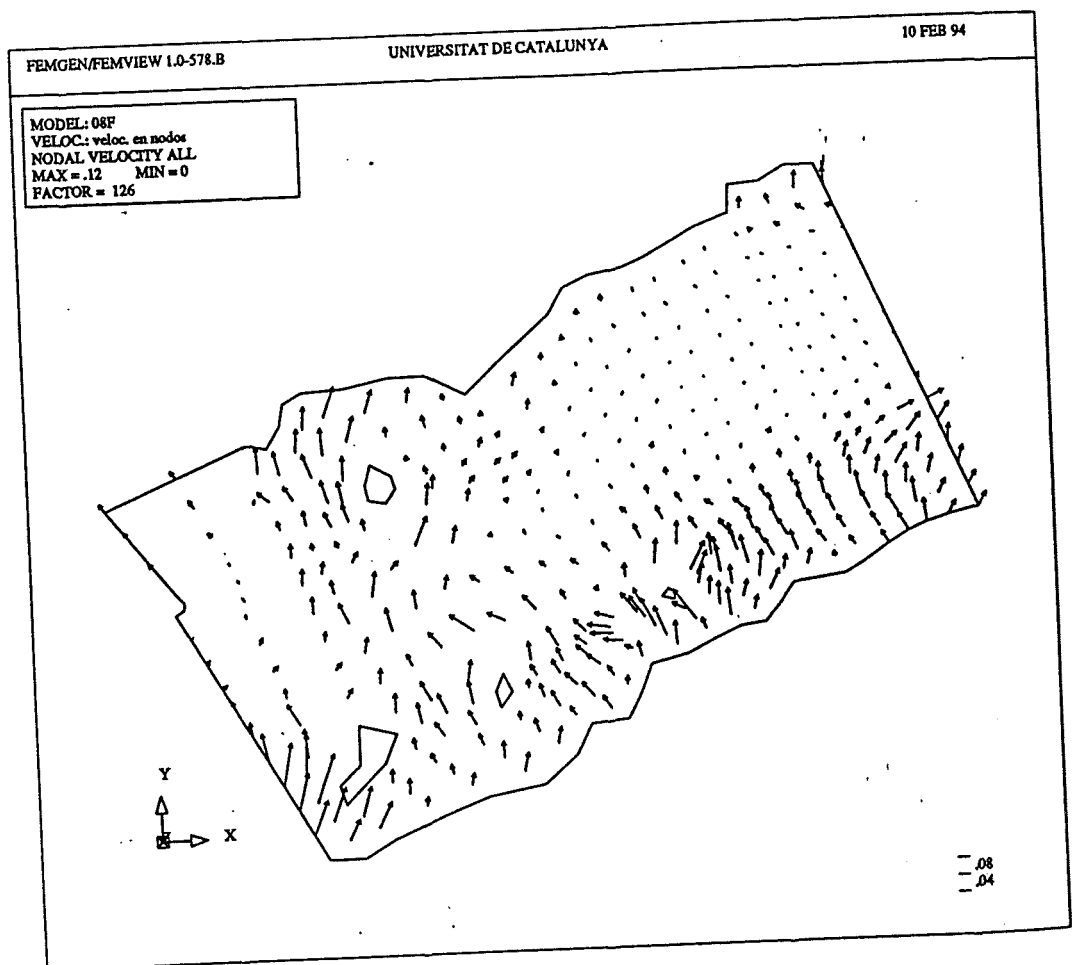 FEMGEN/FEMVIEW 1.0-578.B
UNIVERSITAT DE CATALUNYA
10 FEB 94
MODEL: 08F
VELOC.: veloc. en nodos
NODAL VELOCITY ALL
MAX = .12 MIN = 0
FACTOR = 126
Y
X
.08
.04